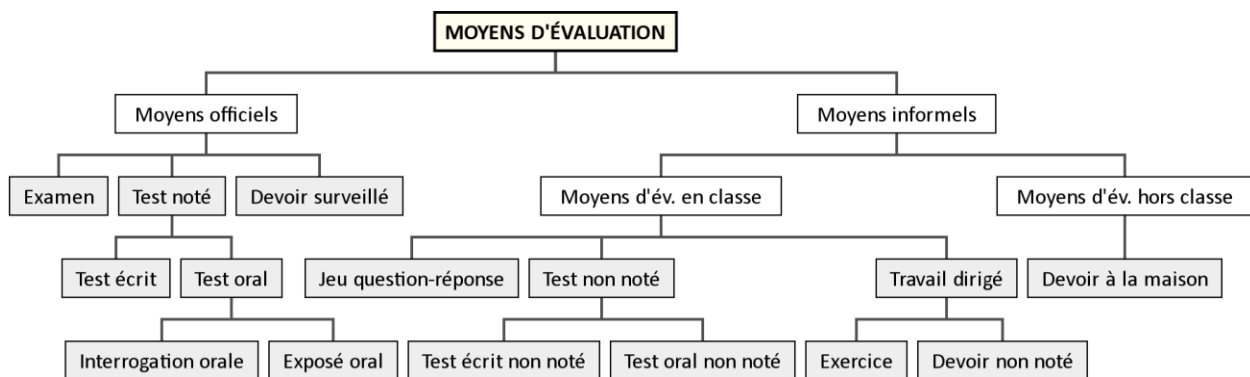 MOYENS D'ÉVALUATION
Moyens officiels
Moyens informels
Examen
Test noté
Devoir surveillé
Moyens d'év. en classe
Moyens d'év. hors classe
Test écrit
Test oral
Jeu question-réponse
Test non noté
Travail dirigé
Devoir à la maison
Interrogation orale
Exposé oral
Test écrit non noté
Test oral non noté
Exercice
Devoir non noté